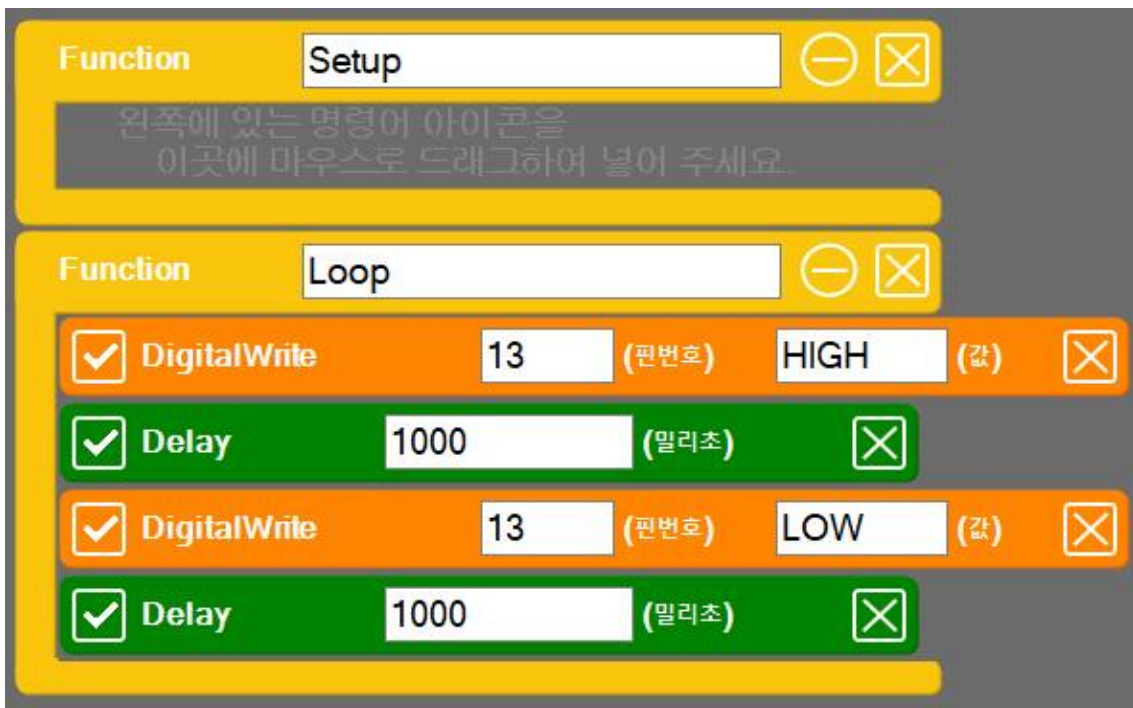 Function Setup
왼쪽에 있는 명령어 아이콘을
이곳에 마우스로 드래그하여 넣어 주세요.
Function Loop
DigitalWrite 13 (핀번호) HIGH (값)
Delay 1000 (밀리초)
DigitalWrite 13 (핀번호) LOW (값)
Delay 1000 (밀리초)